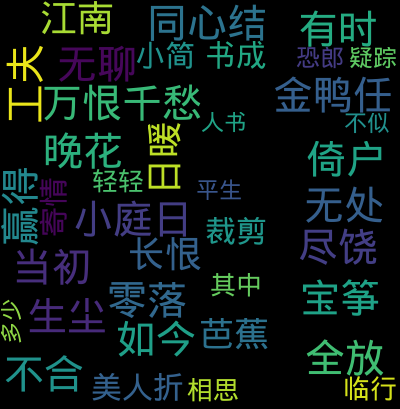 江南
同心结
有时
工夫
无聊
小简
书成
恐郎
疑踪
万恨千愁
人书
金鸭任
不似
晚花
日暖
倚户
赢得
寄情
轻轻
平生
小庭日
裁剪
无处
尽饶
当初
长恨
其中
多少
生尘
零落
宝筝
如今
芭蕉
不合
全放
美人折
相思
临行